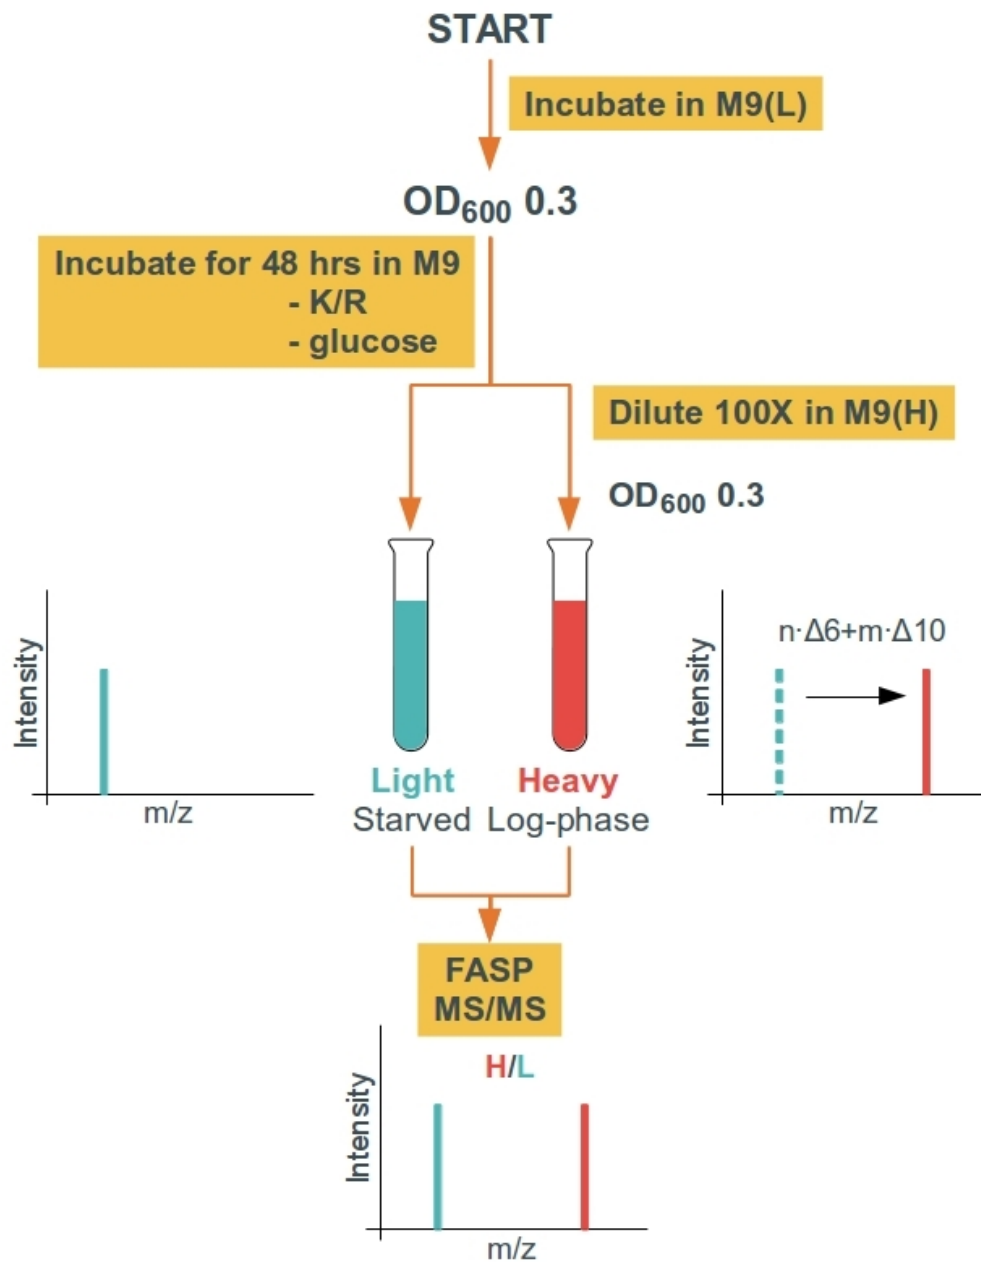 START
Incubate in M9(L)
OD₆₀₀ 0.3
Incubate for 48 hrs in M9
- K/R
- glucose
Dilute 100X in M9(H)
OD₆₀₀ 0.3
Intensity
m/z
Light
Starved
Heavy
Log-phase
n·Δ6+m·Δ10
Intensity
m/z
FASP
MS/MS
H/L
Intensity
m/z